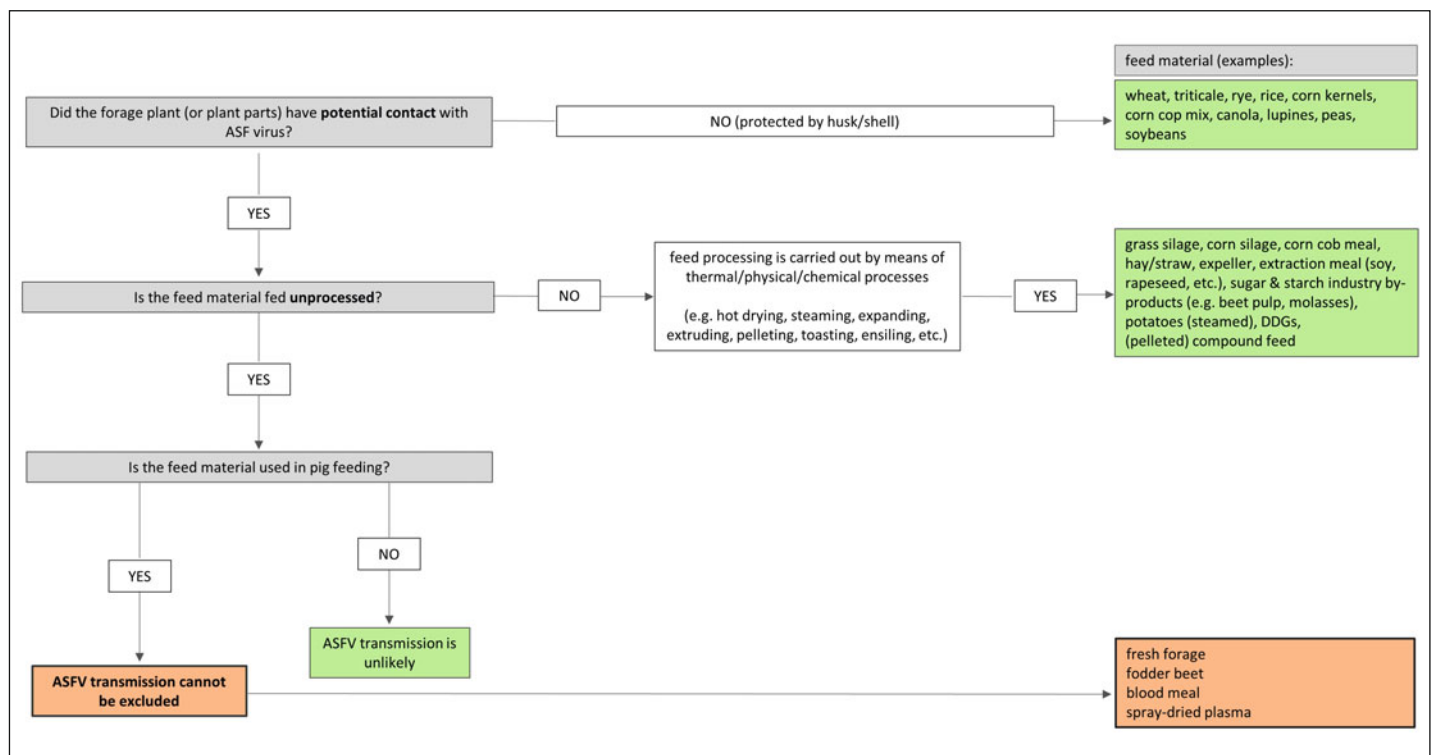 feed material (examples):
Did the forage plant (or plant parts) have potential contact with
ASF virus?
NO (protected by husk/shell)
wheat, triticale, rye, rice, corn kernels,
corn cop mix, canola, lupines, peas,
soybeans
YES
Is the feed material fed unprocessed?
NO
feed processing is carried out by means of
thermal/physical/chemical processes
(e.g. hot drying, steaming, expanding,
extruding, pelleting, toasting, ensiling, etc.)
YES
grass silage, corn silage, corn cob meal,
hay/straw, expeller, extraction meal (soy,
rapeseed, etc.), sugar & starch industry by-
products (e.g. beet pulp, molasses),
potatoes (steamed), DDGs,
(pelleted) compound feed
YES
Is the feed material used in pig feeding?
YES
NO
ASFV transmission is
unlikely
ASFV transmission cannot
be excluded
fresh forage
fodder beet
blood meal
spray-dried plasma